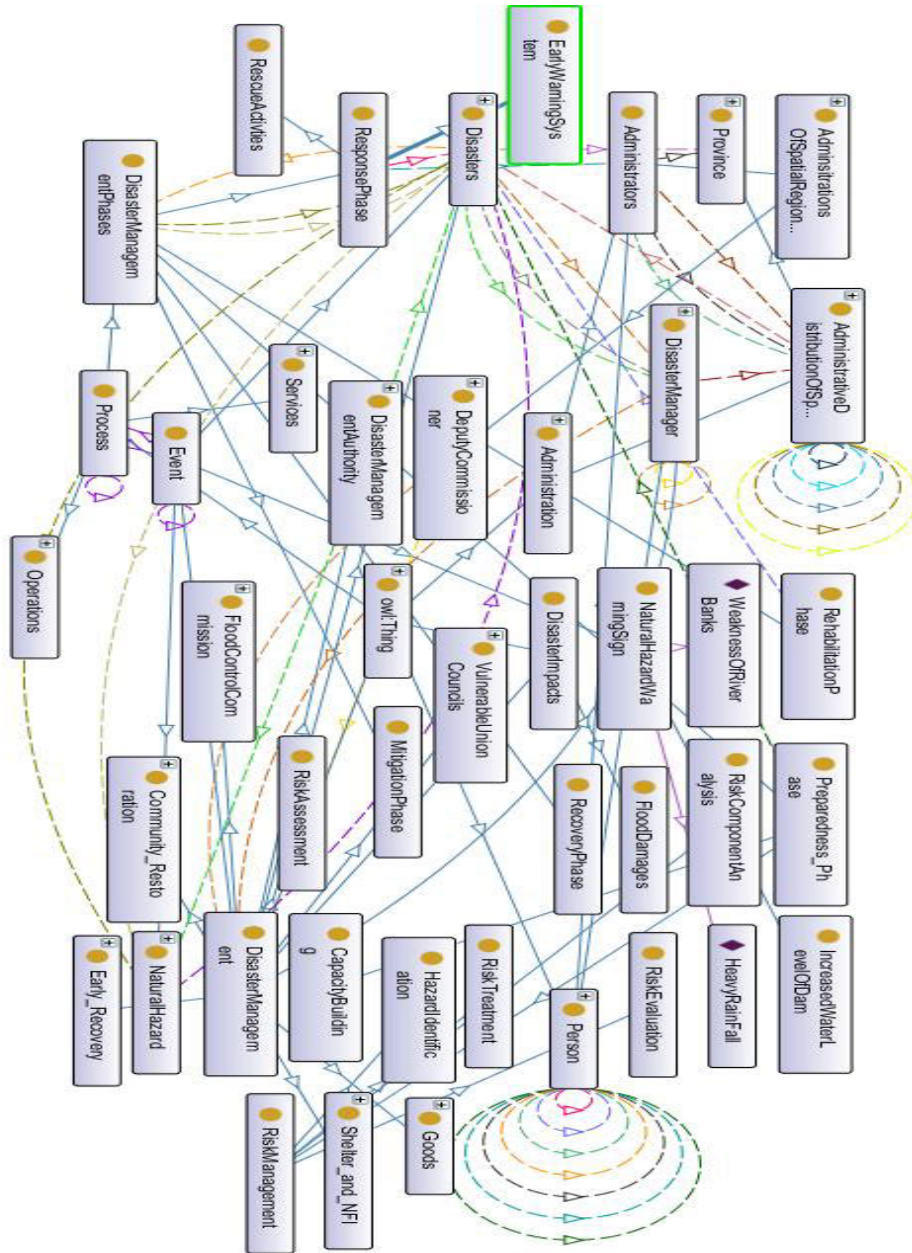 Adminsitrations
OfSpatialRegion...
AdministrativeD
istributionOfSp...
RehabilitationP
hase
Preparedness_Ph
ase
IncreasedWaterL
evelOfDam
Province
WeaknessOfRiver
Banks
RiskComponentAn
alysis
HeavyRainFall
Administrators
DisasterManager
NaturalHazardWa
rningSign
FloodDamages
RiskEvaluation
EarlyWarningSys
tem
Administration
DisasterImpacts
RecoveryPhase
Person
Disasters
DeputyCommissio
ner
VulnerableUnion
Councils
RiskTreatment
ResponsePhase
DisasterManagem
entAuthority
owl:Thing
MitigationPhase
HazardIdentific
ation
Goods
RescueActivties
Services
RiskAssessment
CapacityBuildin
g
Shelter_and_NFI
DisasterManagem
entPhases
Event
FloodControlCom
mission
DisasterManagem
ent
RiskManagement
Process
Community_Resto
ration
NaturalHazard
Operations
Early_Recovery